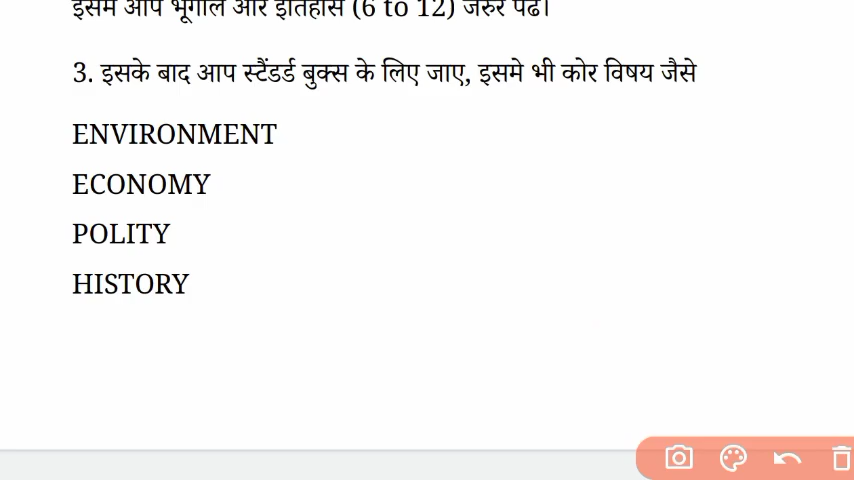 इसमे आप भूगोल और इतिहास (6 to 12) जरुर पढे।
3. इसके बाद आप स्टैंडर्ड बुक्स के लिए जाए, इसमे भी कोर विषय जैसे
ENVIRONMENT
ECONOMY
POLITY
HISTORY